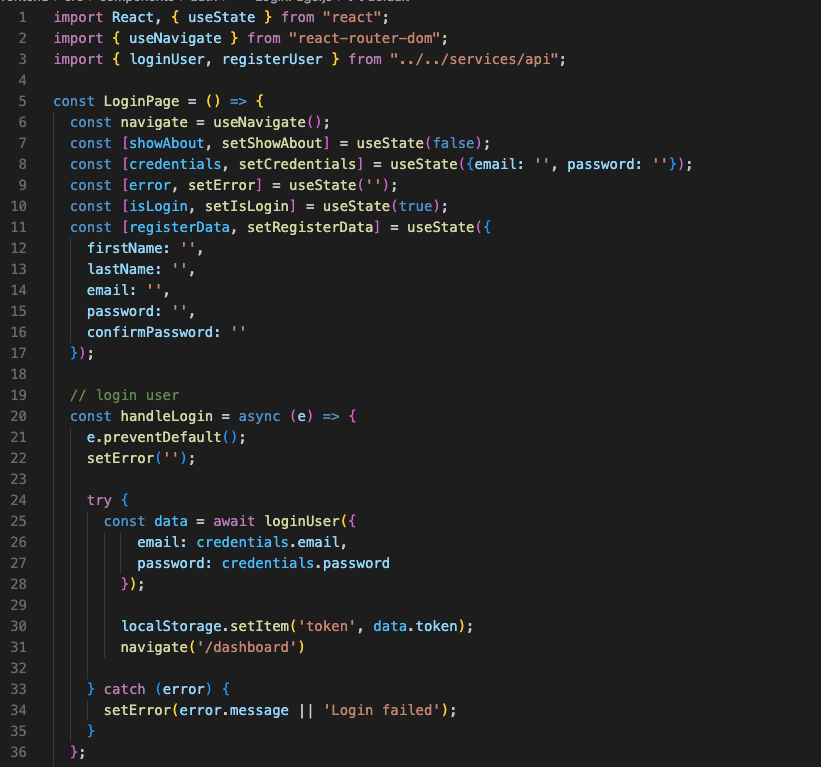 1 import React, { useState } from "react";
2 import { useNavigate } from "react-router-dom";
3 import { loginUser, registerUser } from "../../services/api";
4
5 const LoginPage = () => {
6   const navigate = useNavigate();
7   const [showAbout, setShowAbout] = useState(false);
8   const [credentials, setCredentials] = useState({email: '', password: ''});
9   const [error, setError] = useState('');
10   const [isLogin, setIsLogin] = useState(true);
11   const [registerData, setRegisterData] = useState({
12     firstName: '',
13     lastName: '',
14     email: '',
15     password: '',
16     confirmPassword: ''
17   });
18
19   // login user
20   const handleLogin = async (e) => {
21     e.preventDefault();
22     setError('');
23
24     try {
25       const data = await loginUser({
26           email: credentials.email,
27           password: credentials.password
28         });
29
30         localStorage.setItem('token', data.token);
31         navigate('/dashboard')
32
33     } catch (error) {
34       setError(error.message || 'Login failed');
35     }
36   };